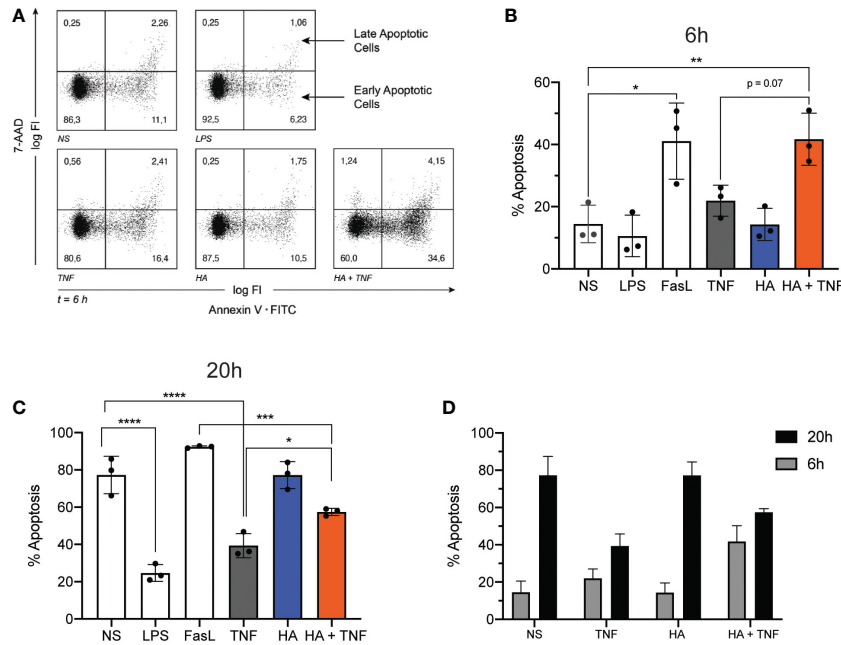 A
0,25 2,26
86,3 11,1
NS
0,25 1,06
92,5 6,23
LPS
Late Apoptotic
Cells
Early Apoptotic
Cells
7-AAD
log FI
0,56 2,41
80,6 16,4
TNF
0,25 1,75
87,5 10,5
HA
1,24 4,15
60,0 34,6
HA + TNF
t = 6 h
log FI
Annexin V • FITC
B
6h
**
*
p = 0.07
% Apoptosis
60
40
20
0
NS LPS FasL TNF HA HA + TNF
C
20h
****
****
***
*
% Apoptosis
100
80
60
40
20
0
NS LPS FasL TNF HA HA + TNF
D
20h
6h
% Apoptosis
100
80
60
40
20
0
NS TNF HA HA + TNF